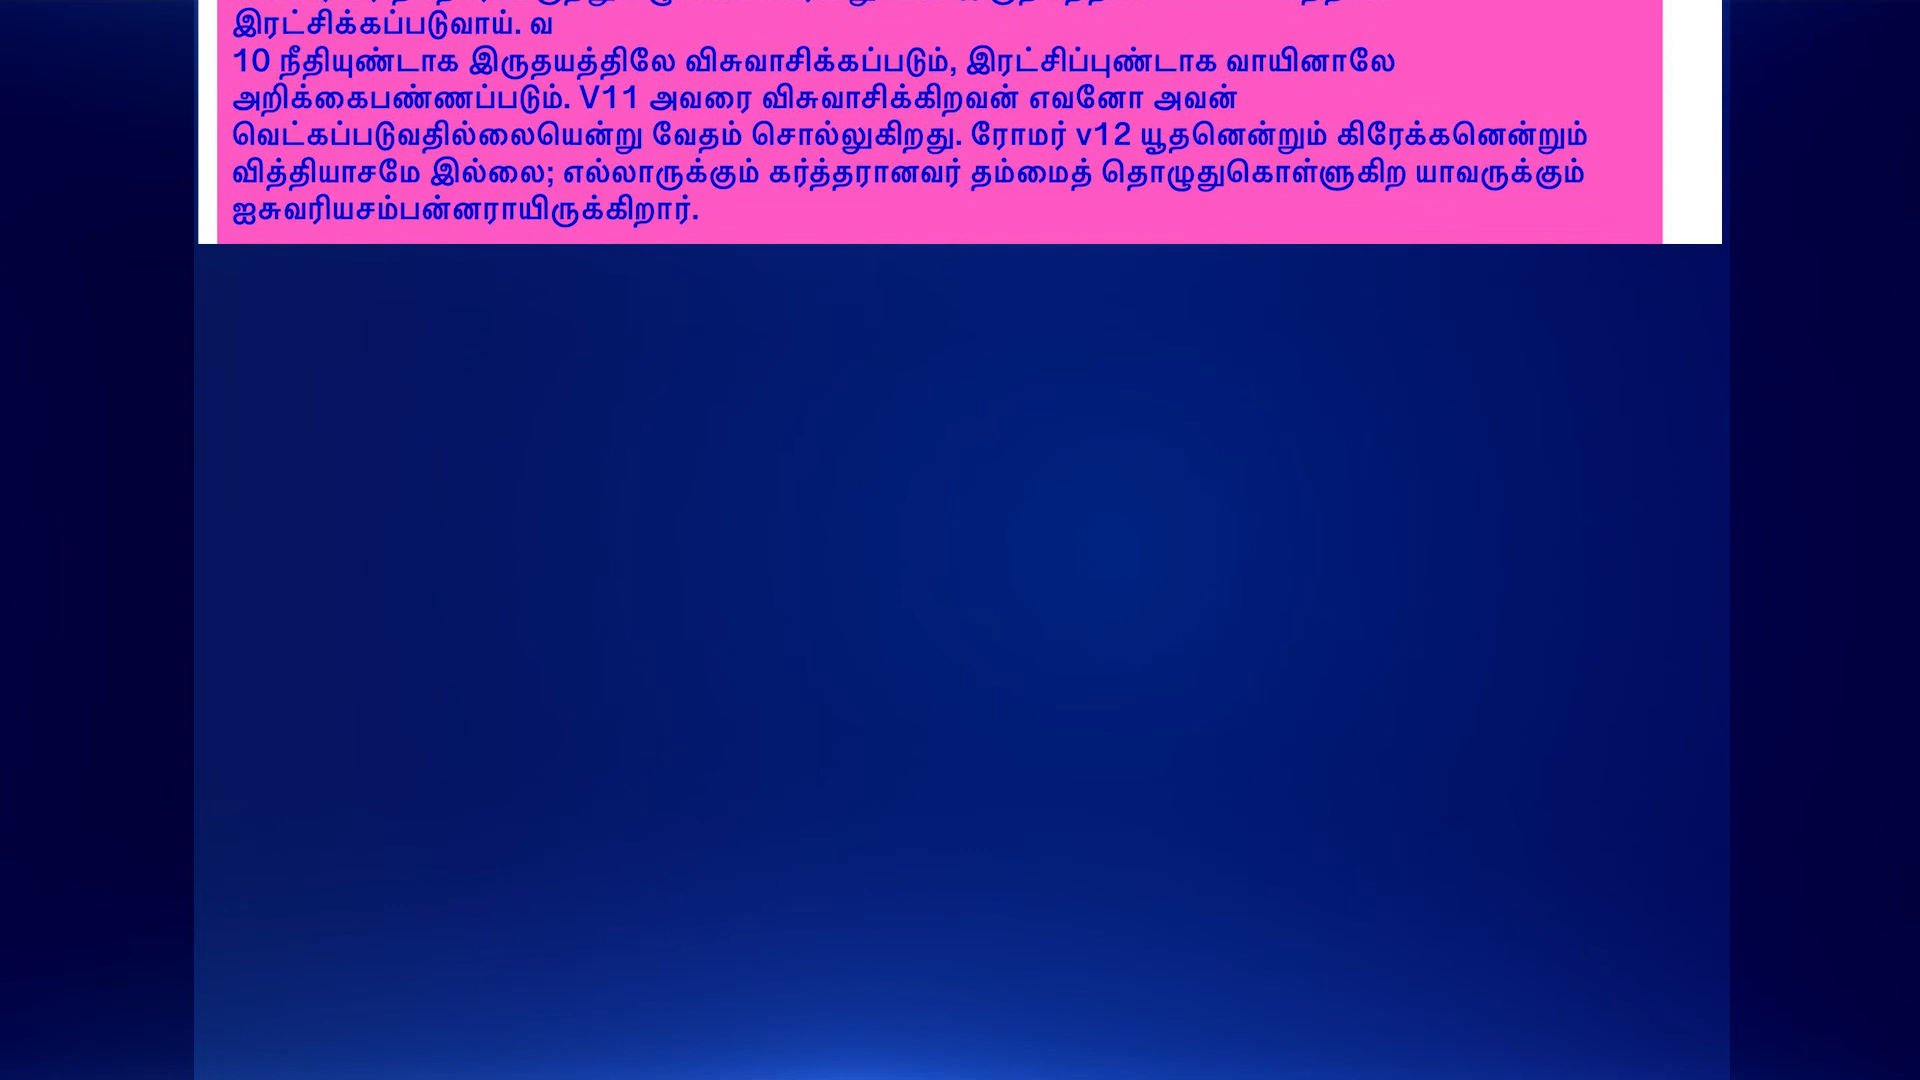 இரட்சிக்கப்படுவாய். வ
10 நீதியுண்டாக இருதயத்திலே விசுவாசிக்கப்படும், இரட்சிப்புண்டாக வாயினாலே
அறிக்கைபண்ணப்படும். V11 அவரை விசுவாசிக்கிறவன் எவனோ அவன்
வெட்கப்படுவதில்லையென்று வேதம் சொல்லுகிறது. ரோமர் v12 யூதனென்றும் கிரேக்கனென்றும்
வித்தியாசமே இல்லை; எல்லாருக்கும் கர்த்தரானவர் தம்மைத் தொழுதுகொள்ளுகிற யாவருக்கும்
ஐசுவரியசம்பன்னராயிருக்கிறார்.